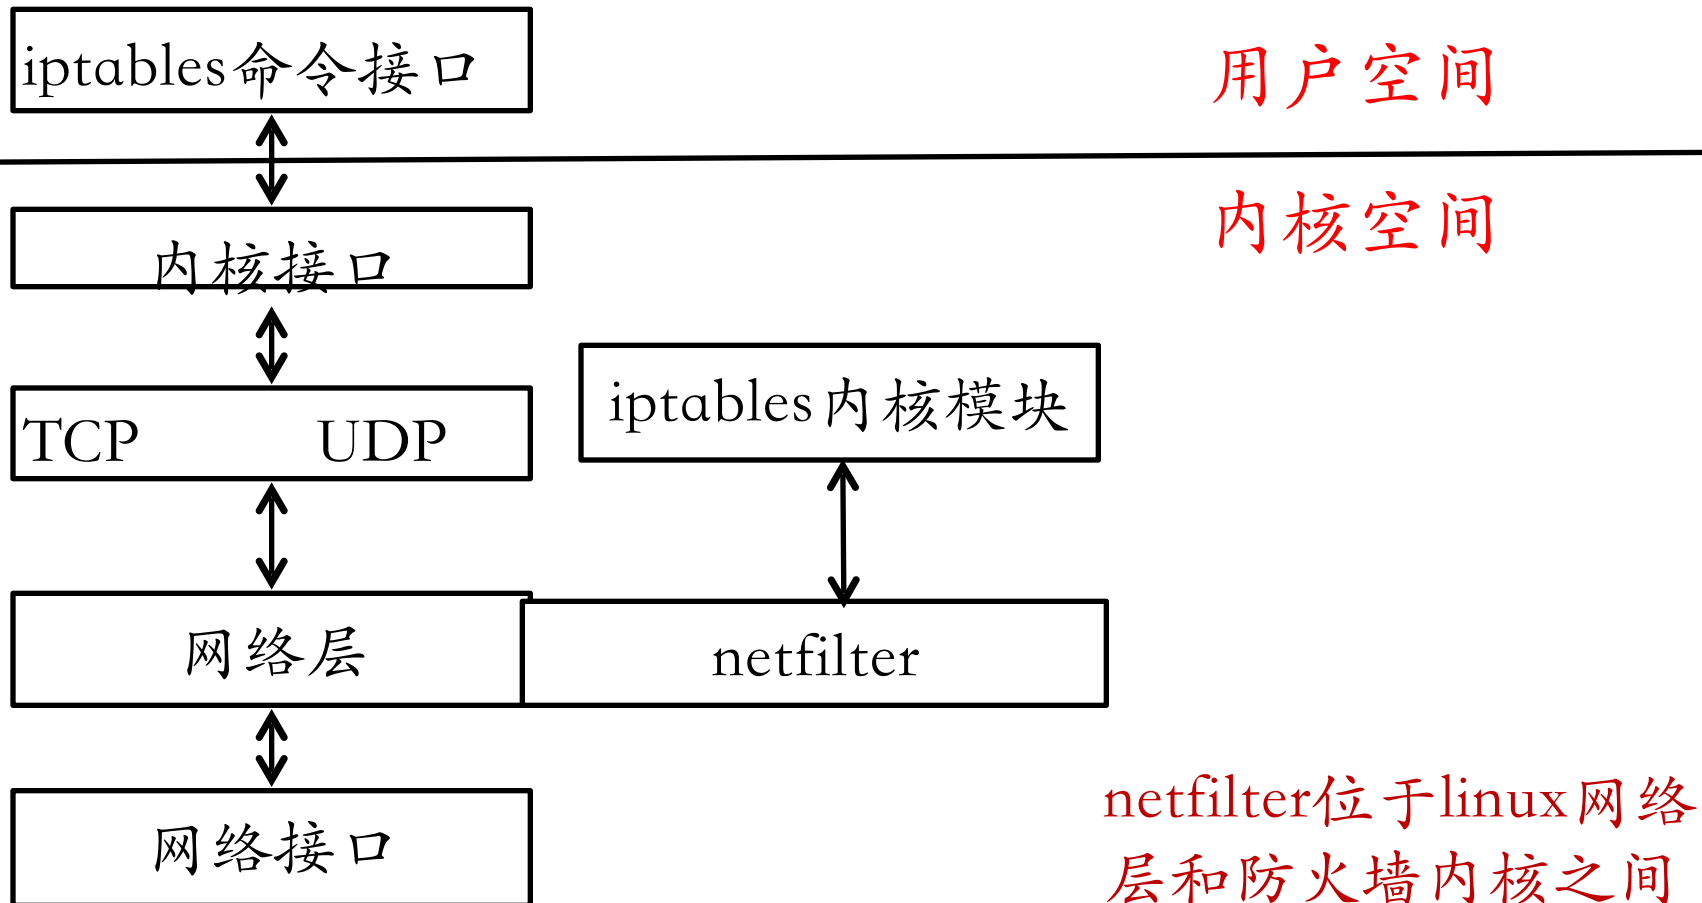 iptables命令接口
用户空间
内核空间
内核接口
iptables内核模块
TCP UDP
网络层
netfilter
网络接口
netfilter位于linux网络
层和防火墙内核之间